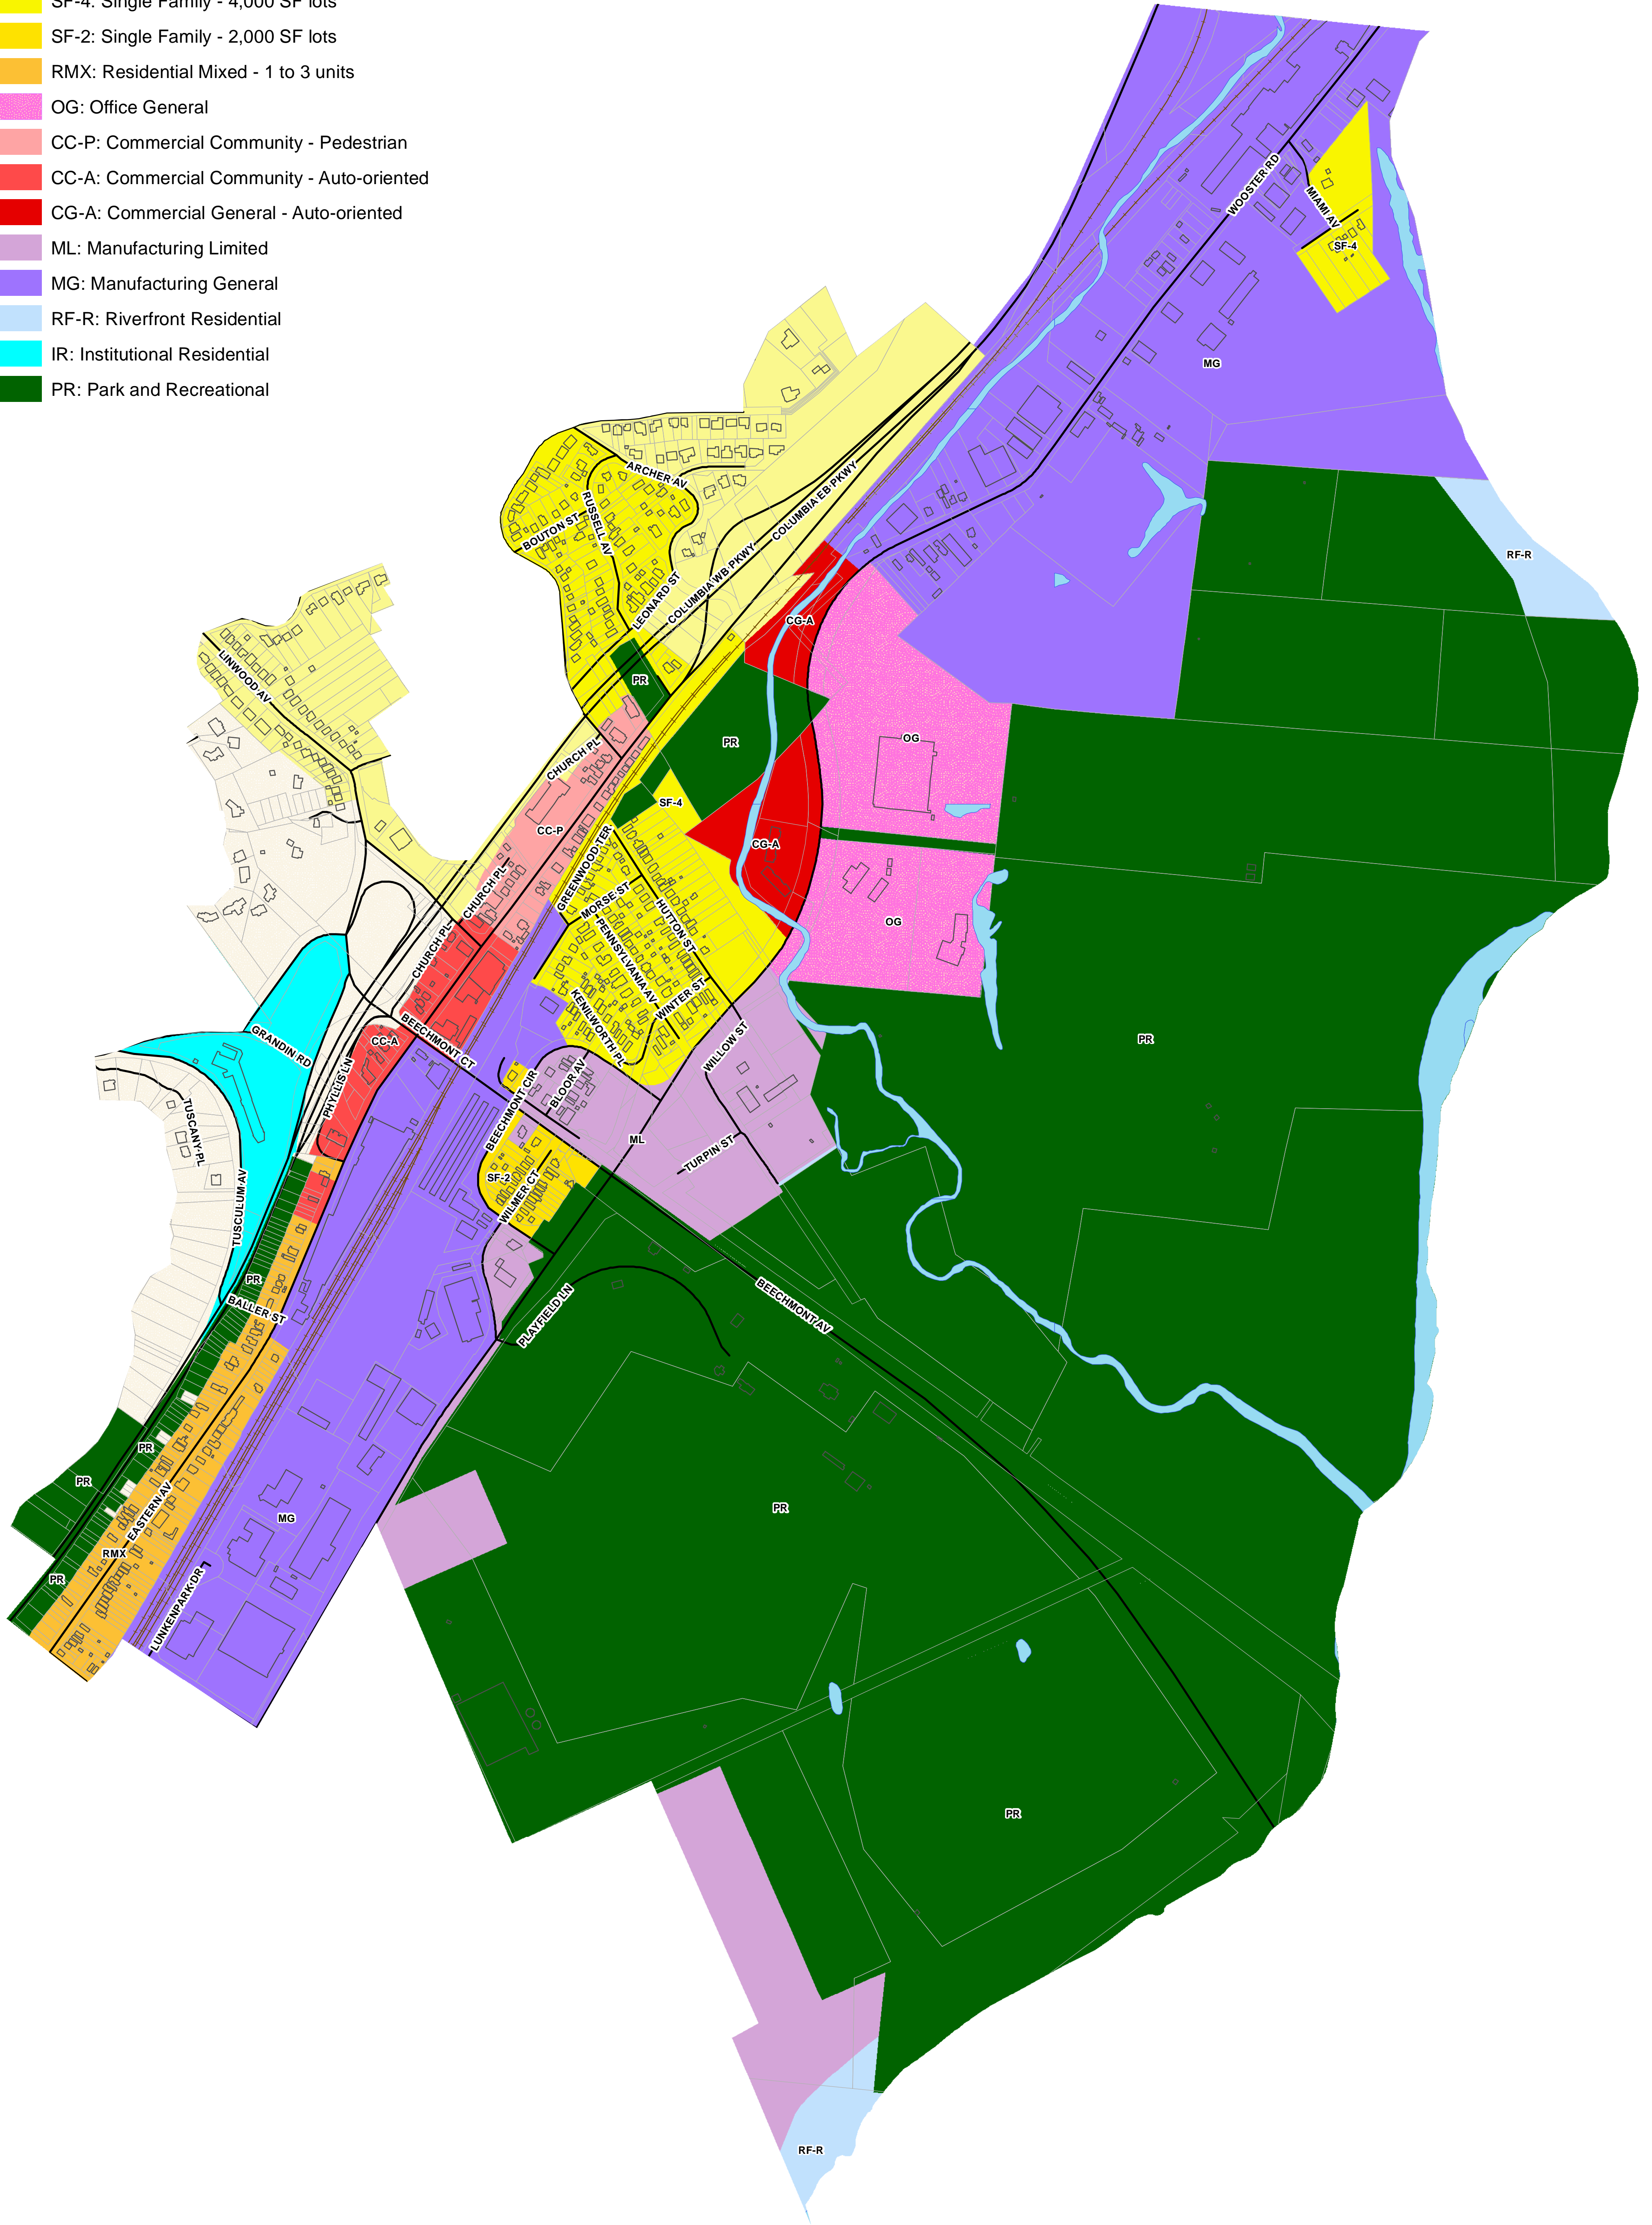 SF-4: Single Family - 4,000 SF lots
SF-2: Single Family - 2,000 SF lots
RMX: Residential Mixed - 1 to 3 units
OG: Office General
CC-P: Commercial Community - Pedestrian
CC-A: Commercial Community - Auto-oriented
CG-A: Commercial General - Auto-oriented
ML: Manufacturing Limited
MG: Manufacturing General
RF-R: Riverfront Residential
IR: Institutional Residential
PR: Park and Recreational
WOOSTER RD
MIAMI AV
SF-4
MG
ARCHER AV
RUSSELL AV
BOUTON ST
COLUMBIA EB PKWY
COLUMBIA WB PKWY
LEONARD ST
RF-R
CG-A
LINWOOD AV
PR
PR
OG
CHURCH PL
SF-4
CC-P
CG-A
GREENWOOD TER
CHURCH PL
MORSE ST
HUTTON ST
OG
PENNSYLVANIA AV
CHURCH PL
WINTER ST
KENILWORTH PL
GRANDIN RD
CC-A
BEECHMONT CT
WILLOW ST
PR
PHYLLIS LN
BLOOR AV
BEECHMONT CIR
TUSCANY PL
ML
TURPIN ST
SF-2
WILMER CT
TUSCULUM AV
PR
BALLER ST
PLAYFIELD LN
BEECHMONT AV
PR
PR
EASTERN AV
PR
MG
RMX
PR
LUNKENPARK DR
PR
RF-R